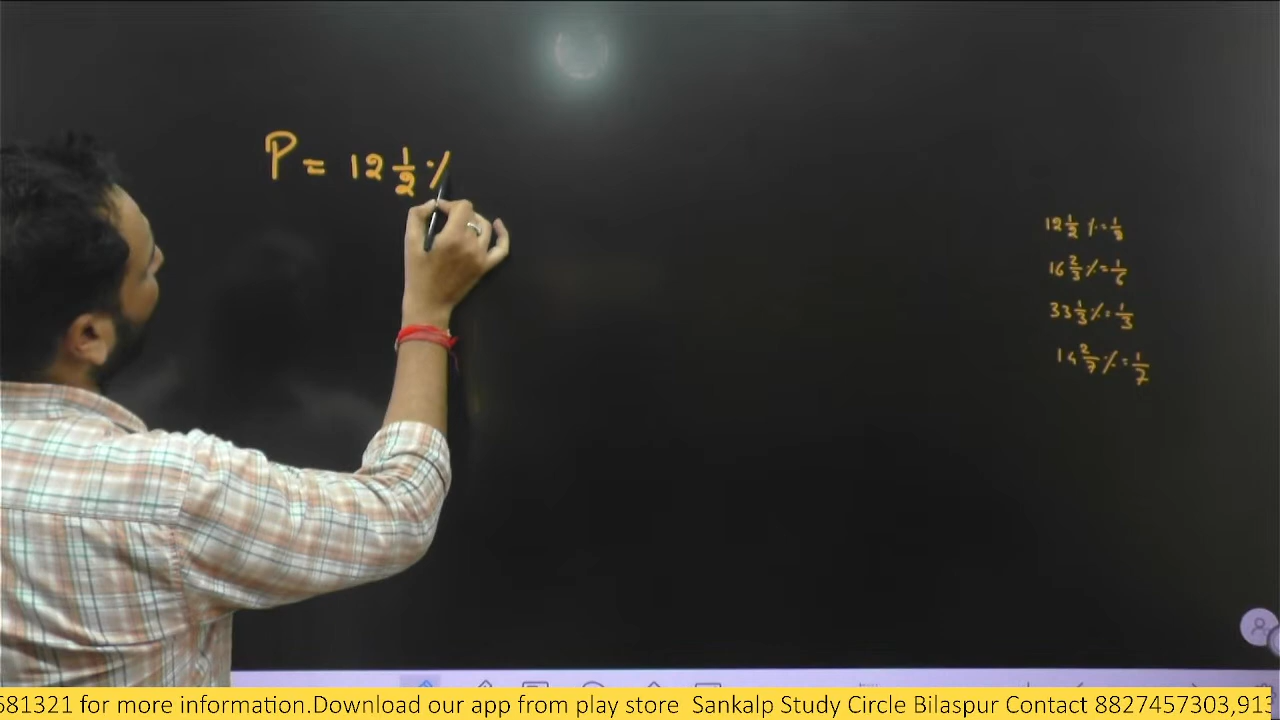 P = 12 1/2 %
12 1/2 % = 1/8
16 2/3 % = 1/6
33 1/3 % = 1/3
14 2/7 % = 1/7
581321 for more information.Download our app from play store Sankalp Study Circle Bilaspur Contact 8827457303,913